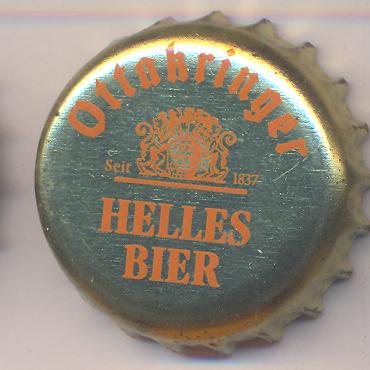 Ottakringer
Seit 1837
HELLES
BIER